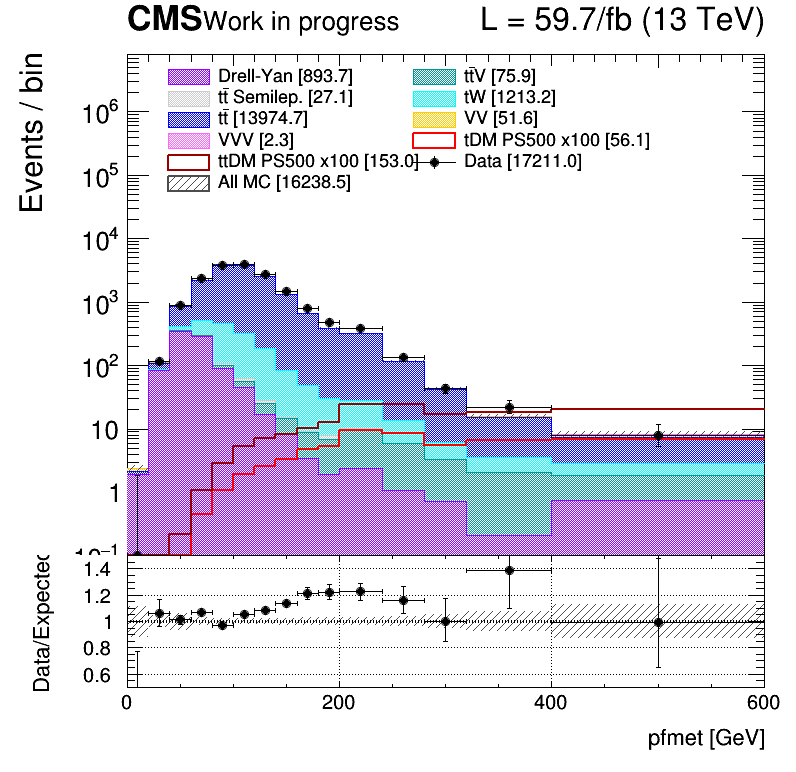 CMS Work in progress L = 59.7/fb (13 TeV)
Events / bin
Drell-Yan [893.7] tt̄V [75.9]
tt̄ Semilep. [27.1] tW [1213.2]
tt̄ [13974.7] VV [51.6]
VVV [2.3] tDM PS500 x100 [56.1]
ttDM PS500 x100 [153.0] Data [17211.0]
All MC [16238.5]
10⁶
10⁵
10⁴
10³
10²
10
1
10⁻¹
Data/Expected
1.4
1.2
1
0.8
0.6
0 200 400 600
pfmet [GeV]